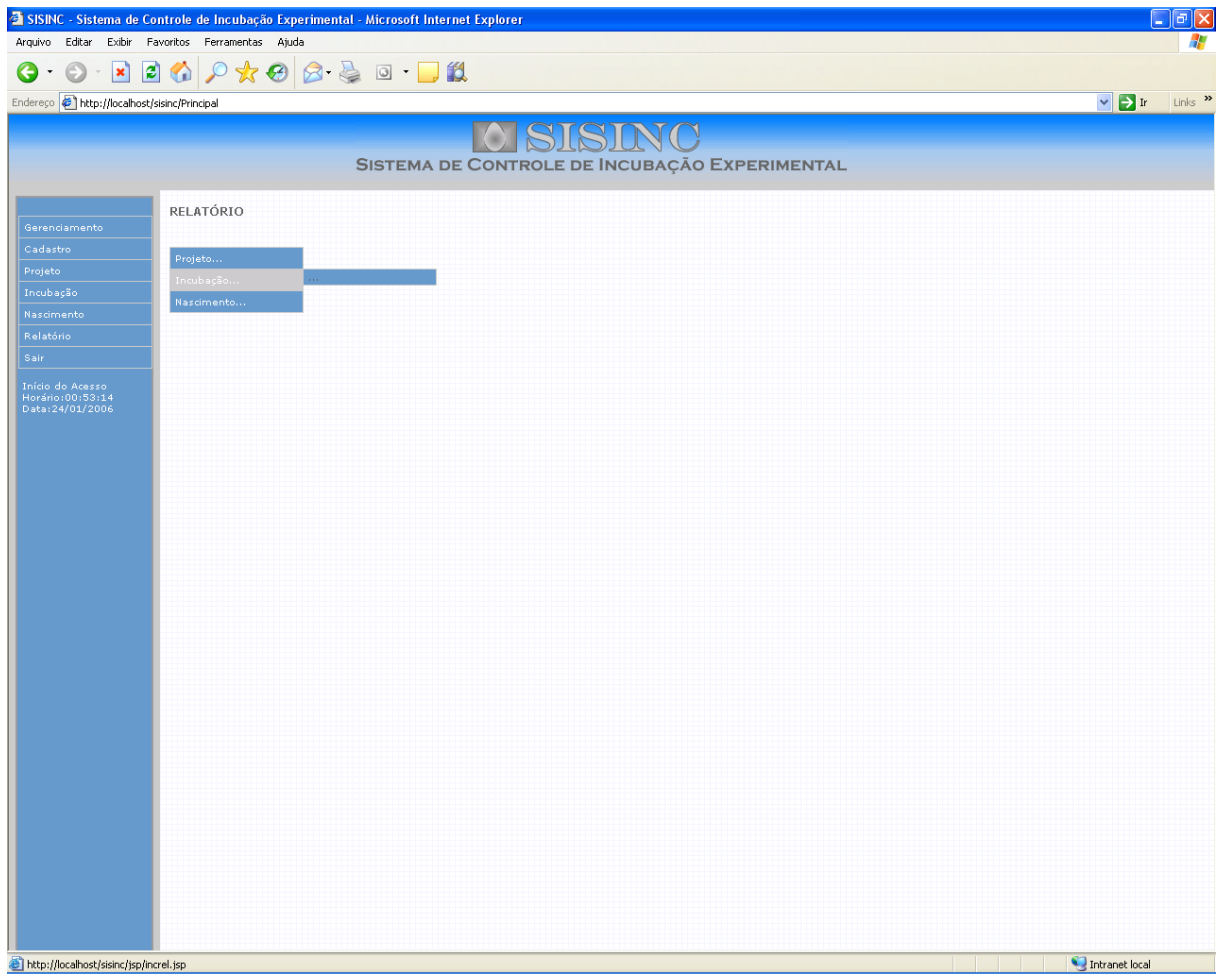 SISINC - Sistema de Controle de Incubação Experimental - Microsoft Internet Explorer
Arquivo Editar Exibir Favoritos Ferramentas Ajuda
Endereço http://localhost/sisinc/Principal Ir Links »
SISINC
SISTEMA DE CONTROLE DE INCUBAÇÃO EXPERIMENTAL
RELATÓRIO
Gerenciamento
Cadastro
Projeto
Incubação
Nascimento
Relatório
Sair
Início do Acesso
Horário:00:53:14
Data:24/01/2006
Projeto...
Incubação...
...
Nascimento...
http://localhost/sisinc/jsp/increl.jsp Intranet local